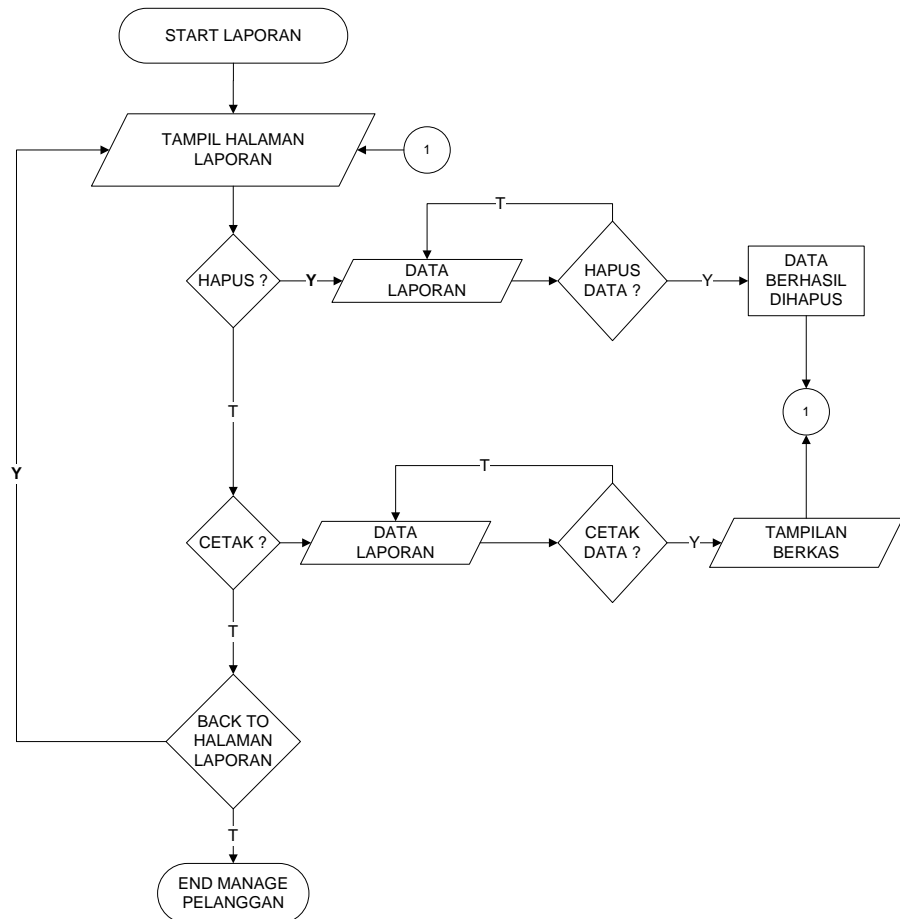 START LAPORAN
TAMPIL HALAMAN
LAPORAN
1
T
HAPUS ?
Y
DATA
LAPORAN
HAPUS
DATA ?
Y
DATA
BERHASIL
DIHAPUS
T
1
Y
T
CETAK ?
DATA
LAPORAN
CETAK
DATA ?
Y
TAMPILAN
BERKAS
T
BACK TO
HALAMAN
LAPORAN
T
END MANAGE
PELANGGAN